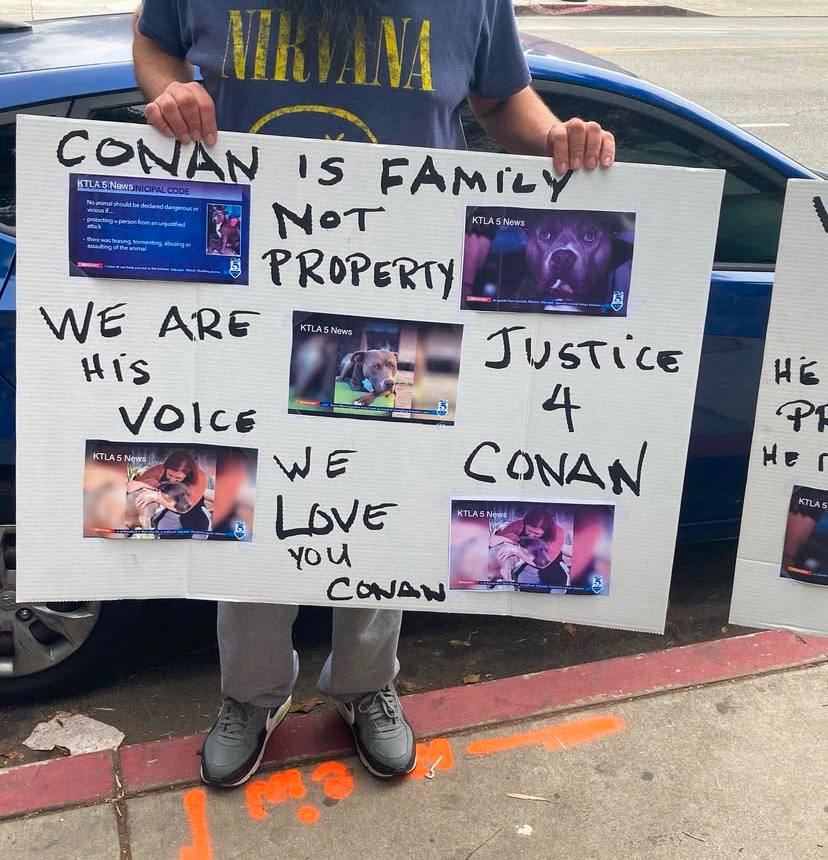 NIRVANA
CONAN IS FAMILY
NOT
PROPERTY
KTLA 5 News
NICIPAL CODE
No animal should be declared dangerous or
vicious if...
- protecting a person from an unjustified
attack
- there was teasing, tormenting, abusing or
assaulting of the animal
KTLA 5 News
WE ARE
HiS
VOICE
KTLA 5 News
JUSTiCE
4
CONAN
KTLA 5 News
WE
LOVE
YOU
CONAN
KTLA 5 News
HE
HE
KTLA 5